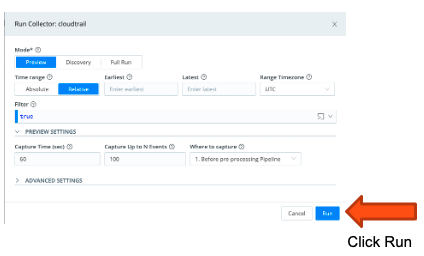 Run Collector: cloudtrail
Mode*
Preview Discovery Full Run
Time range Earliest Latest Range Timezone
Absolute Relative Enter earliest Enter latest UTC
Filter
true
PREVIEW SETTINGS
Capture Time (sec) Capture Up to N Events Where to capture
60 100 1. Before pre-processing Pipeline
ADVANCED SETTINGS
Cancel Run
Click Run